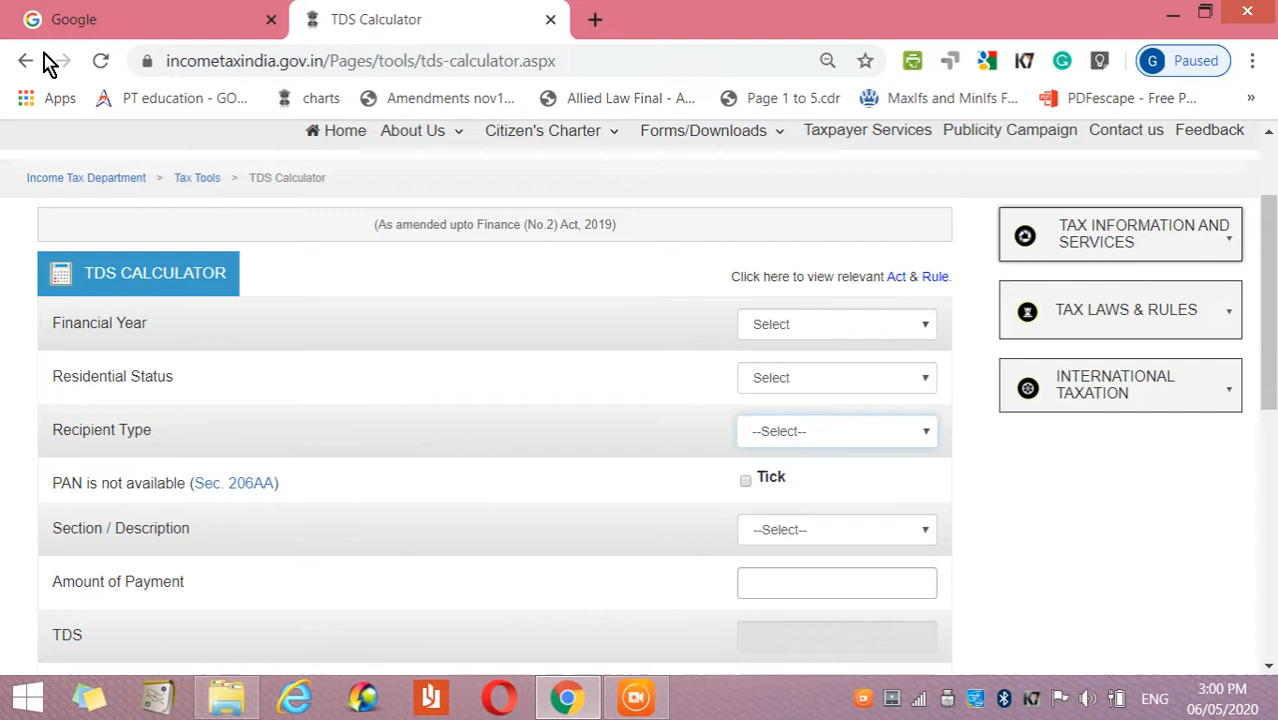 Google
TDS Calculator
incometaxindia.gov.in/Pages/tools/tds-calculator.aspx
G Paused
Apps
PT education - GO...
charts
Amendments nov1...
Allied Law Final - A...
Page 1 to 5.cdr
MaxIfs and MinIfs F...
PDFescape - Free P...
»
Home
About Us
Citizen's Charter
Forms/Downloads
Taxpayer Services
Publicity Campaign
Contact us
Feedback
Income Tax Department > Tax Tools > TDS Calculator
(As amended upto Finance (No.2) Act, 2019)
TAX INFORMATION AND
SERVICES
TAX LAWS & RULES
INTERNATIONAL
TAXATION
TDS CALCULATOR
Click here to view relevant Act & Rule.
Financial Year
Select
Residential Status
Select
Recipient Type
--Select--
PAN is not available (Sec. 206AA)
Tick
Section / Description
--Select--
Amount of Payment
TDS
ENG
3:00 PM
06/05/2020